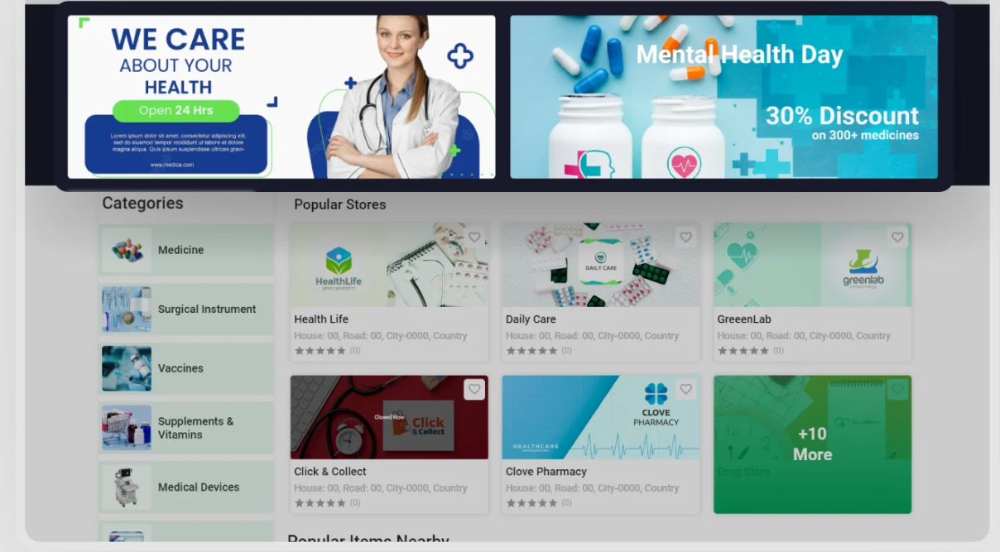 WE CARE
ABOUT YOUR
HEALTH
Open 24 Hrs
Lorem ipsum dolor sit amet, consectetur adipiscing elit,
sed do eiusmod tempor incididunt ut labore et dolore
magna aliqua. Quis ipsum suspendisse ultrices gravi-
www.medica.com
Mental Health Day
30% Discount
on 300+ medicines
Categories
Medicine
Surgical Instrument
Vaccines
Supplements &
Vitamins
Medical Devices
Popular Stores
HealthLife
green generation
Health Life
House: 00, Road: 00, City-0000, Country
(0)
DAILY CARE
Daily Care
House: 00, Road: 00, City-0000, Country
(0)
greenlab
GreeenLab
House: 00, Road: 00, City-0000, Country
(0)
Closed Now
Click
& Collect
Click & Collect
House: 00, Road: 00, City-0000, Country
(0)
CLOVE
PHARMACY
HEALTHCARE
BACKGROUND
Clove Pharmacy
House: 00, Road: 00, City-0000, Country
(0)
+10
More
Drug Store
Popular Items Nearby